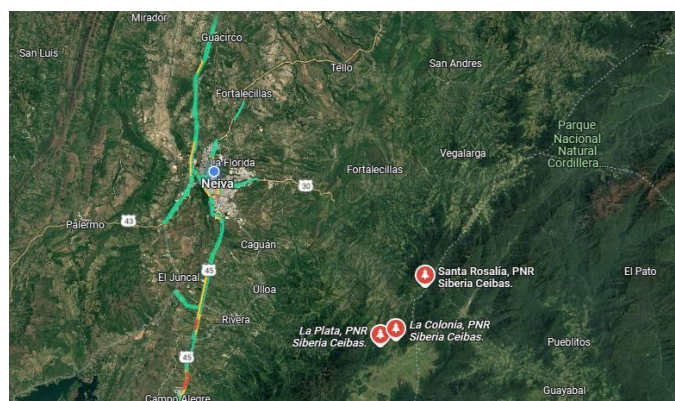 Mirador
Guacirco
San Luis
Tello
San Andres
Fortalecillas
Parque
Nacional
Natural
Cordillera...
La Florida
Vegalarga
Fortalecillas
Neiva
30
Palermo
43
Caguán
45
El Juncal
Santa Rosalía, PNR
Siberia Ceibas.
El Pato
Ulloa
Rivera
La Plata, PNR
Siberia Ceibas.
La Colonia, PNR
Siberia Ceibas.
Pueblitos
45
Guayabal
Campo Alegre